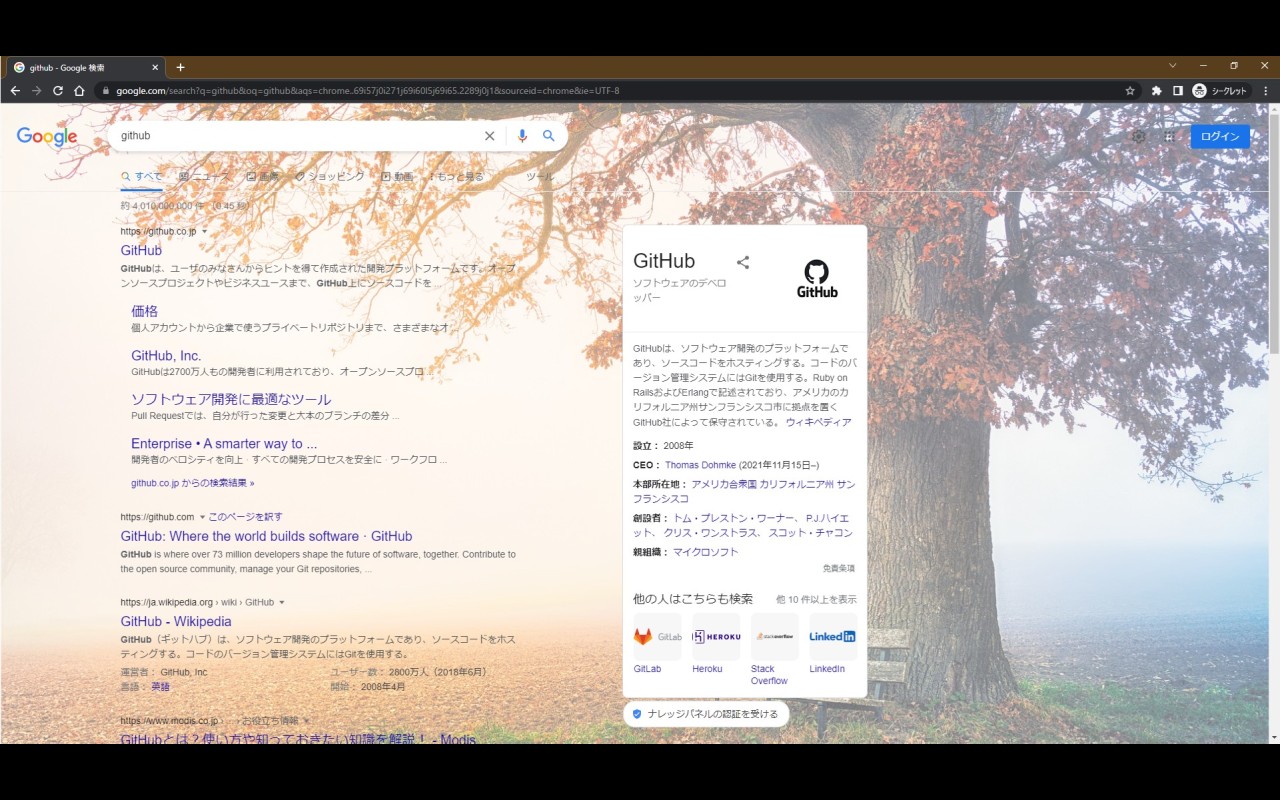 github - Google 検索
google.com/search?q=github&oq=github&aqs=chrome..69i57j0i271j69i60l5j69i65.2289j0j1&sourceid=chrome&ie=UTF-8
シークレット
Google
github
ログイン
すべて ニュース 画像 ショッピング 動画 もっと見る ツール
約 4,010,000,000 件 （0.45 秒）
https://github.co.jp
GitHub
GitHubは、ユーザのみなさんからヒントを得て作成された開発プラットフォームです。オープ
ンソースプロジェクトやビジネスユースまで、GitHub上にソースコードを ...
価格
個人アカウントから企業で使うプライベートリポジトリまで、さまざまなオ ...
GitHub, Inc.
GitHubは2700万人もの開発者に利用されており、オープンソースプロ ...
ソフトウェア開発に最適なツール
Pull Requestでは、自分が行った変更と大本のブランチの差分 ...
Enterprise • A smarter way to ...
開発者のベロシティを向上 · すべての開発プロセスを安全に · ワークフロ ...
github.co.jp からの検索結果 »
https://github.com このページを訳す
GitHub: Where the world builds software · GitHub
GitHub is where over 73 million developers shape the future of software, together. Contribute to
the open source community, manage your Git repositories, ...
https://ja.wikipedia.org › wiki › GitHub
GitHub - Wikipedia
GitHub（ギットハブ）は、ソフトウェア開発のプラットフォームであり、ソースコードをホス
ティングする。コードのバージョン管理システムにはGitを使用する。
運営者： GitHub, Inc ユーザー数： 2800万人（2018年6月）
言語： 英語 開始： 2008年4月
https://www.modis.co.jp › ... › お役立ち情報
GitHubとは？使い方や知っておきたい知識を解説！ - Modis
GitHub
ソフトウェアのデベロ
ッパー
GitHub
GitHubは、ソフトウェア開発のプラットフォームで
あり、ソースコードをホスティングする。コードのバ
ージョン管理システムにはGitを使用する。Ruby on
RailsおよびErlangで記述されており、アメリカのカ
リフォルニア州サンフランシスコ市に拠点を置く
GitHub社によって保守されている。 ウィキペディア
設立： 2008年
CEO： Thomas Dohmke (2021年11月15日–)
本部所在地： アメリカ合衆国 カリフォルニア州 サン
フランシスコ
創設者： トム・プレストン・ワーナー、 P.J.ハイエ
ット、 クリス・ワンストラス、 スコット・チャコン
親組織： マイクロソフト
免責条項
他の人はこちらも検索 他 10 件以上を表示
GitLab HEROKU stackoverflow LinkedIn
GitLab Heroku Stack LinkedIn
Overflow
ナレッジパネルの認証を受ける